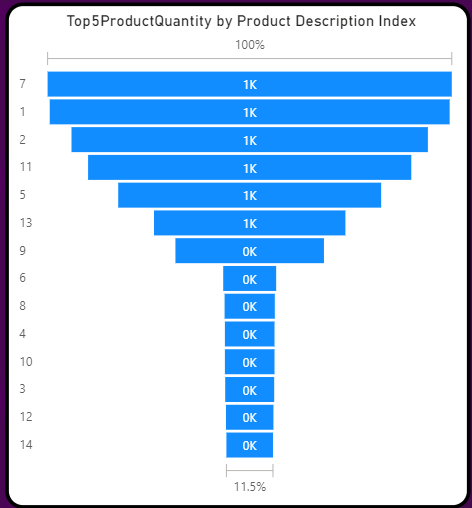 Top5ProductQuantity by Product Description Index
100%
7 1K
1 1K
2 1K
11 1K
5 1K
13 1K
9 0K
6 0K
8 0K
4 0K
10 0K
3 0K
12 0K
14 0K
11.5%